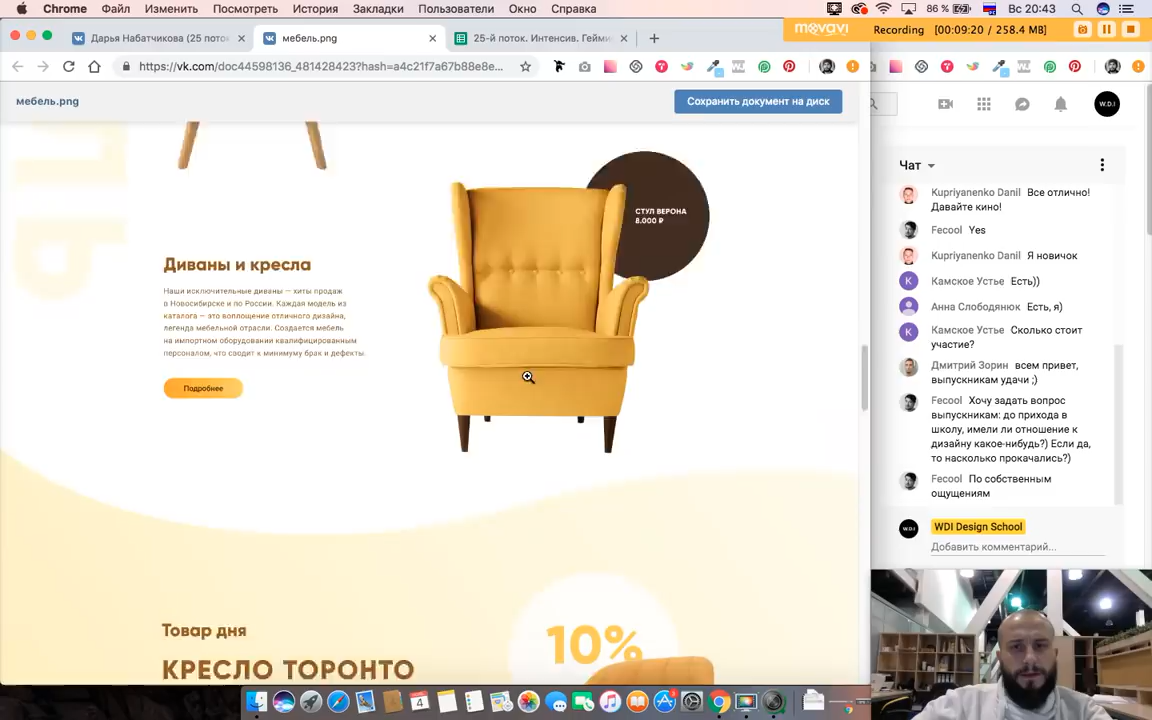 Chrome Файл Изменить Посмотреть История Закладки Пользователи Окно Справка 86 % Вс 20:43
Дарья Набатчикова (25 пото
мебель.png
25-й поток. Интенсив. Гейми
movavi Recording [00:09:20 / 258.4 MB]
https://vk.com/doc44598136_481428423?hash=a4c21f7a67b88e8e...
мебель.png
Сохранить документ на диск
СТУЛ ВЕРОНА
8.000 ₽
Диваны и кресла
Наши исключительные диваны — хиты продаж
в Новосибирске и по России. Каждая модель из
каталога — это воплощение отличного дизайна,
легенда мебельной отрасли. Создается мебель
на импортном оборудовании квалифицированным
персоналом, что сводит к минимуму брак и дефекты.
Подробнее
Товар дня
КРЕСЛО ТОРОНТО
10%
W.D.I
Чат
Kupriyanenko Danil Все отлично!
Давайте кино!
Fecool Yes
Kupriyanenko Danil Я новичок
К Камское Устье Есть))
Анна Слободянюк Есть, я)
К Камское Устье Сколько стоит
участие?
Дмитрий Зорин всем привет,
выпускникам удачи ;)
Fecool Хочу задать вопрос
выпускникам: до прихода в
школу, имели ли отношение к
дизайну какое-нибудь?) Если да,
то насколько прокачались?)
Fecool По собственным
ощущениям
W.D.I WDI Design School
Добавить комментарий...